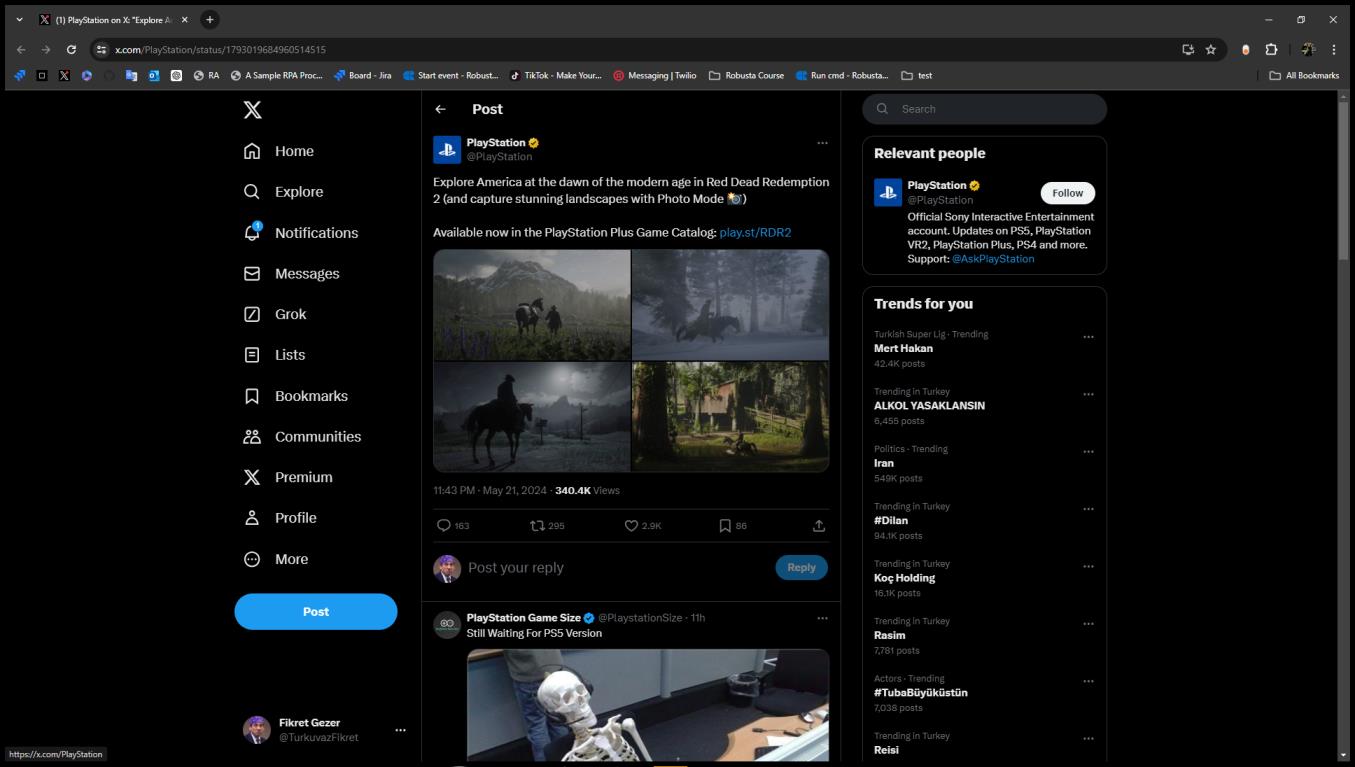 (1) PlayStation on X: "Explore A
x.com/PlayStation/status/1793019684960514515
RA
A Sample RPA Proc...
Board - Jira
Start event - Robust...
TikTok - Make Your...
Messaging | Twilio
Robusta Course
Run cmd - Robusta...
test
All Bookmarks
Home
Explore
Notifications
1
Messages
Grok
Lists
Bookmarks
Communities
Premium
Profile
More
Post
Fikret Gezer
@TurkuvazFikret
https://x.com/PlayStation
Post
PlayStation
@PlayStation
Explore America at the dawn of the modern age in Red Dead Redemption
2 (and capture stunning landscapes with Photo Mode 📸)
Available now in the PlayStation Plus Game Catalog: play.st/RDR2
11:43 PM · May 21, 2024 · 340.4K Views
163
295
2.9K
86
Post your reply
Reply
PlayStation Game Size @PlaystationSize · 11h
Still Waiting For PS5 Version
Search
Relevant people
PlayStation
@PlayStation
Follow
Official Sony Interactive Entertainment
account. Updates on PS5, PlayStation
VR2, PlayStation Plus, PS4 and more.
Support: @AskPlayStation
Trends for you
Turkish Super Lig · Trending
Mert Hakan
42.4K posts
Trending in Turkey
ALKOL YASAKLANSIN
6,455 posts
Politics · Trending
Iran
549K posts
Trending in Turkey
#Dilan
94.1K posts
Trending in Turkey
Koç Holding
16.1K posts
Trending in Turkey
Rasim
7,781 posts
Actors · Trending
#TubaBüyüküstün
7,038 posts
Trending in Turkey
Reisi